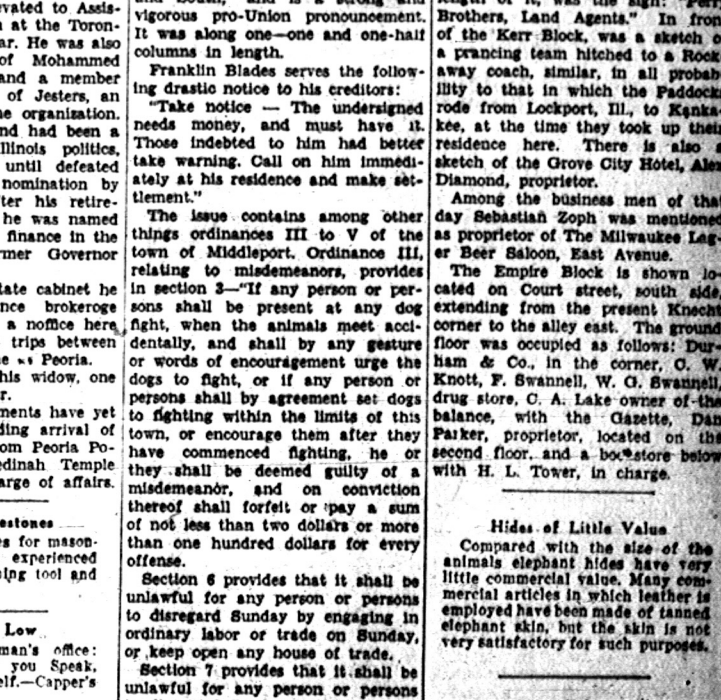 evated to Assis-
at the Toron-
ar. He was also
of Mohammed
and a member
of Jesters, an
organization.
nd had been a
llinois politics,
until defeated
nomination by
ter his retire-
he was named
finance in the
rmer Governor
tate cabinet he
nce brokeroge
a noffice here
trips between
Peoria.
his widow, one
r.
ments have yet
ding arrival of
om Peoria Po-
edinah Temple
arge of affairs.
estones
es for mason-
experienced
sing tool and
Low
man's office:
you Speak,
elf.—Capper's
vigorous pro-Union pronouncement.
It was along one—one and one-half
columns in length.
Franklin Blades serves the follow-
ing drastic notice to his creditors:
"Take notice — The undersigned
needs money, and must have it.
Those indebted to him had better
take warning. Call on him immedi-
ately at his residence and make set-
tlement."
The issue contains among other
things ordinances III to V of the
town of Middleport. Ordinance III,
relating to misdemeanors, provides
in section 3—"If any person or per-
sons shall be present at any dog
fight, when the animals meet acci-
dentally, and shall by any gesture
or words of encouragement urge the
dogs to fight, or if any person or
persons shall by agreement set dogs
to fighting within the limits of this
town, or encourage them after they
have commenced fighting, he or
they shall be deemed guilty of a
misdemeanor, and on conviction
thereof shall forfeit or pay a sum
of not less than two dollars or more
than one hundred dollars for every
offense.
Section 6 provides that it shall be
unlawful for any person or persons
to disregard Sunday by engaging in
ordinary labor or trade on Sunday,
or keep open any house of trade.
Section 7 provides that it shall be
unlawful for any person or persons
length of it, was the sign: "Perry
Brothers, Land Agents." In front
of the Kerr Block, was a sketch o
a prancing team hitched to a Rock
away coach, similar, in all probab
ility to that in which the Paddock
rode from Lockport, Ill., to Kanka
kee, at the time they took up their
residence here. There is also a
sketch of the Grove City Hotel, Alex
Diamond, proprietor.
Among the business men of that
day Sebastian Zoph was mentioned
as proprietor of The Milwaukee Lag-
er Beer Saloon, East Avenue.
The Empire Block is shown lo-
cated on Court street, south side
extending from the present Knecht
corner to the alley east. The ground
floor was occupied as follows: Dur-
ham & Co., in the corner, O. W.
Knott, F. Swannell, W. G. Swannell,
drug store, C. A. Lake owner of the
balance, with the Gazette, Dan
Parker, proprietor, located on the
second floor, and a bookstore below
with H. L. Tower, in charge.
Hides of Little Value
Compared with the size of the
animals elephant hides have very
little commercial value. Many com-
mercial articles in which leather is
employed have been made of tanned
elephant skin, but the skin is not
very satisfactory for such purposes.